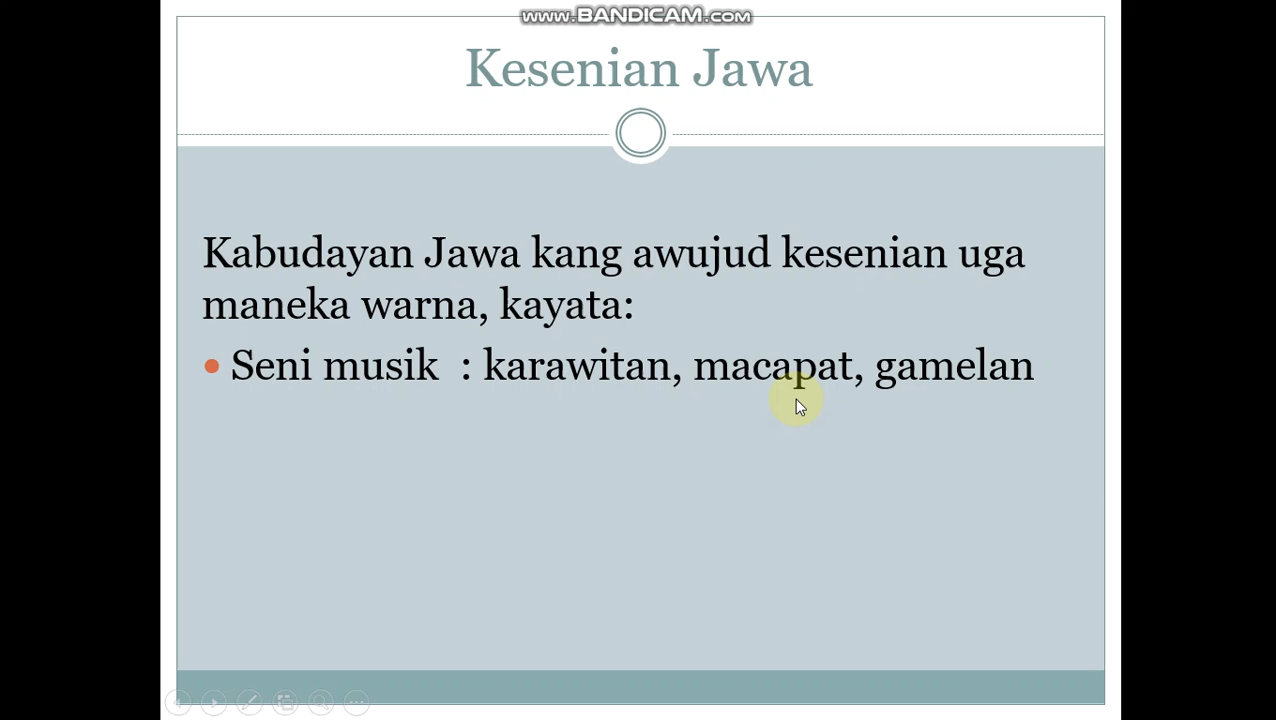 www.BANDICAM.com
Kesenian Jawa
Kabudayan Jawa kang awujud kesenian uga
maneka warna, kayata:
• Seni musik : karawitan, macapat, gamelan